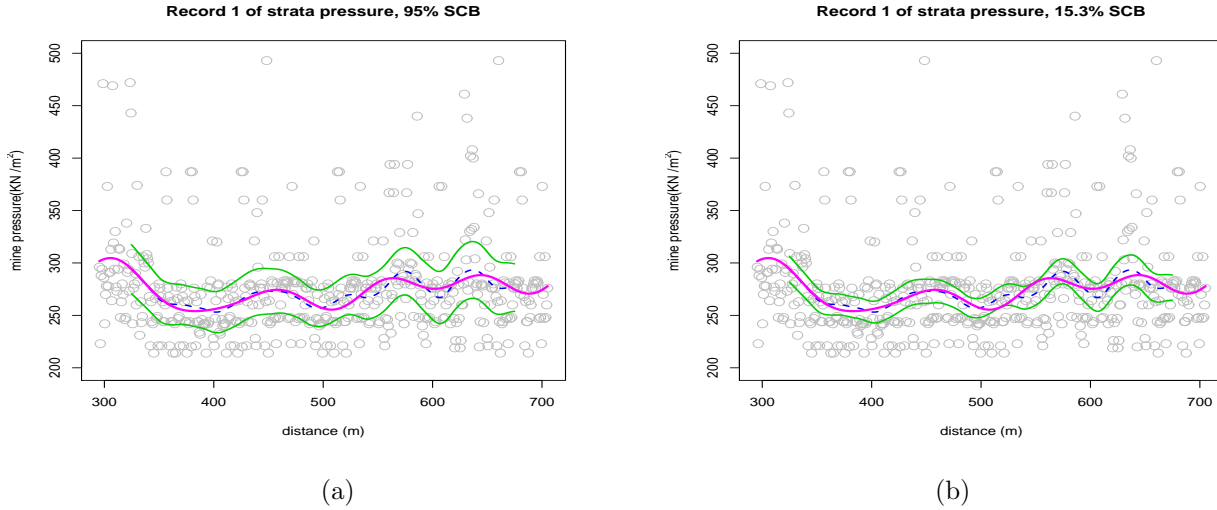 Record 1 of strata pressure, 95% SCB
mine pressure(KN /m²)
500
450
400
350
300
250
200
300 400 500 600 700
distance (m)
(a)
Record 1 of strata pressure, 15.3% SCB
mine pressure(KN /m²)
500
450
400
350
300
250
200
300 400 500 600 700
distance (m)
(b)